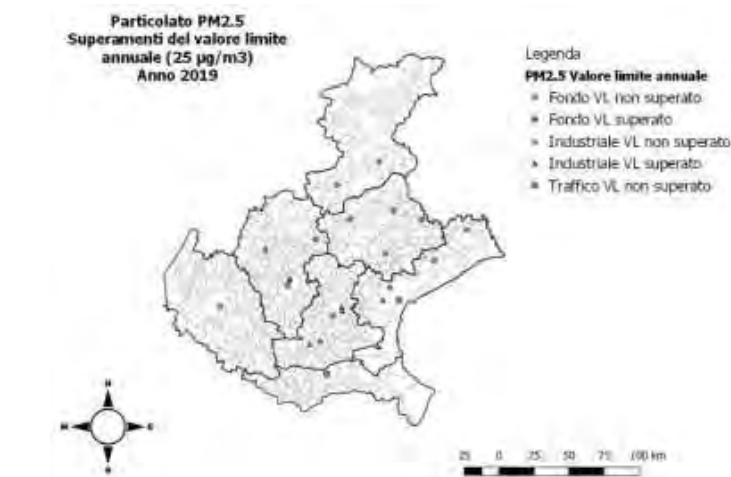 Particolato PM2.5
Superamenti del valore limite
annuale (25 µg/m3)
Anno 2019
Legenda
PM2.5 Valore limite annuale
Fondo VL non superato
Fondo VL superato
Industriale VL non superato
Industriale VL superato
Traffico VL non superato
25 0 25 50 75 100 km